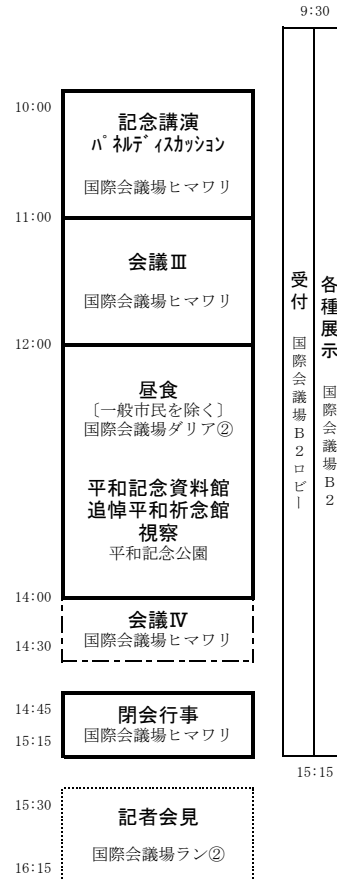 9:30
10:00
記念講演
ﾊﾟﾈﾙﾃﾞｨｽｶｯｼｮﾝ
国際会議場ヒマワリ
11:00
会議Ⅲ
国際会議場ヒマワリ
12:00
昼食
〔一般市民を除く〕
国際会議場ダリア②
平和記念資料館
追悼平和祈念館
視察
平和記念公園
14:00
会議Ⅳ
国際会議場ヒマワリ
14:30
14:45
閉会行事
国際会議場ヒマワリ
15:15
15:30
記者会見
国際会議場ラン②
16:15
受付 国際会議場Ｂ２ロビー
各種展示 国際会議場Ｂ２
15:15